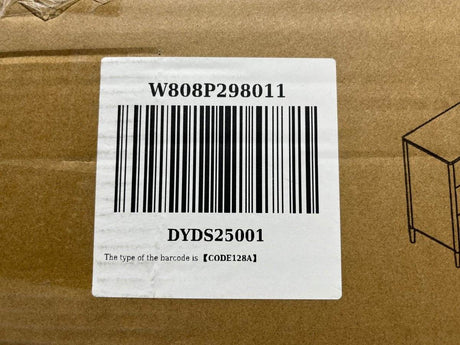 W808P298011
DYDS25001
The type of the barcode is 【CODE128A】